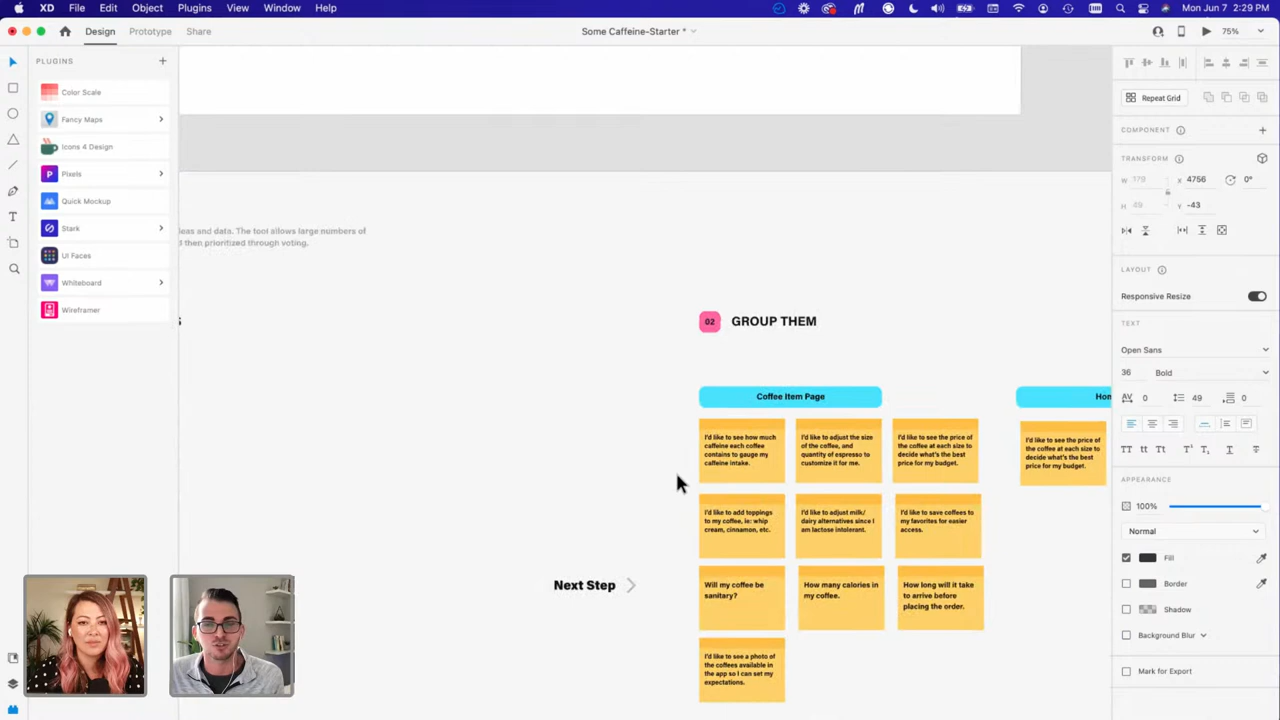 XD File Edit Object Plugins View Window Help
Mon Jun 7 2:29 PM
Design Prototype Share
Some Caffeine-Starter *
75%
PLUGINS
Color Scale
Fancy Maps
Icons 4 Design
Pixels
Quick Mockup
Stark
UI Faces
Whiteboard
Wireframer
eas and data. The tool allows large numbers of
then prioritized through voting.
S
02 GROUP THEM
Coffee Item Page
Hom
I'd like to see how much
caffeine each coffee
contains to gauge my
caffeine intake.
I'd like to adjust the size
of the coffee, and
quantity of espresso to
customize it for me.
I'd like to see the price of
the coffee at each size to
decide what's the best
price for my budget.
I'd like to see the price of
the coffee at each size to
decide what's the best
price for my budget.
I'd like to add toppings
to my coffee, ie: whip
cream, cinnamon, etc.
I'd like to adjust milk/
dairy alternatives since I
am lactose intolerant.
I'd like to save coffees to
my favorites for easier
access.
Next Step
Will my coffee be
sanitary?
How many calories in
my coffee.
How long will it take
to arrive before
placing the order.
I'd like to see a photo of
the coffees available in
the app so I can set my
expectations.
Repeat Grid
COMPONENT
TRANSFORM
W 179 X 4756 0°
H 49 Y -43
LAYOUT
Responsive Resize
TEXT
Open Sans
36 Bold
AV 0 49 0
TT tt Tt T¹ T₁ T T
APPEARANCE
100%
Normal
Fill
Border
Shadow
Background Blur
Mark for Export